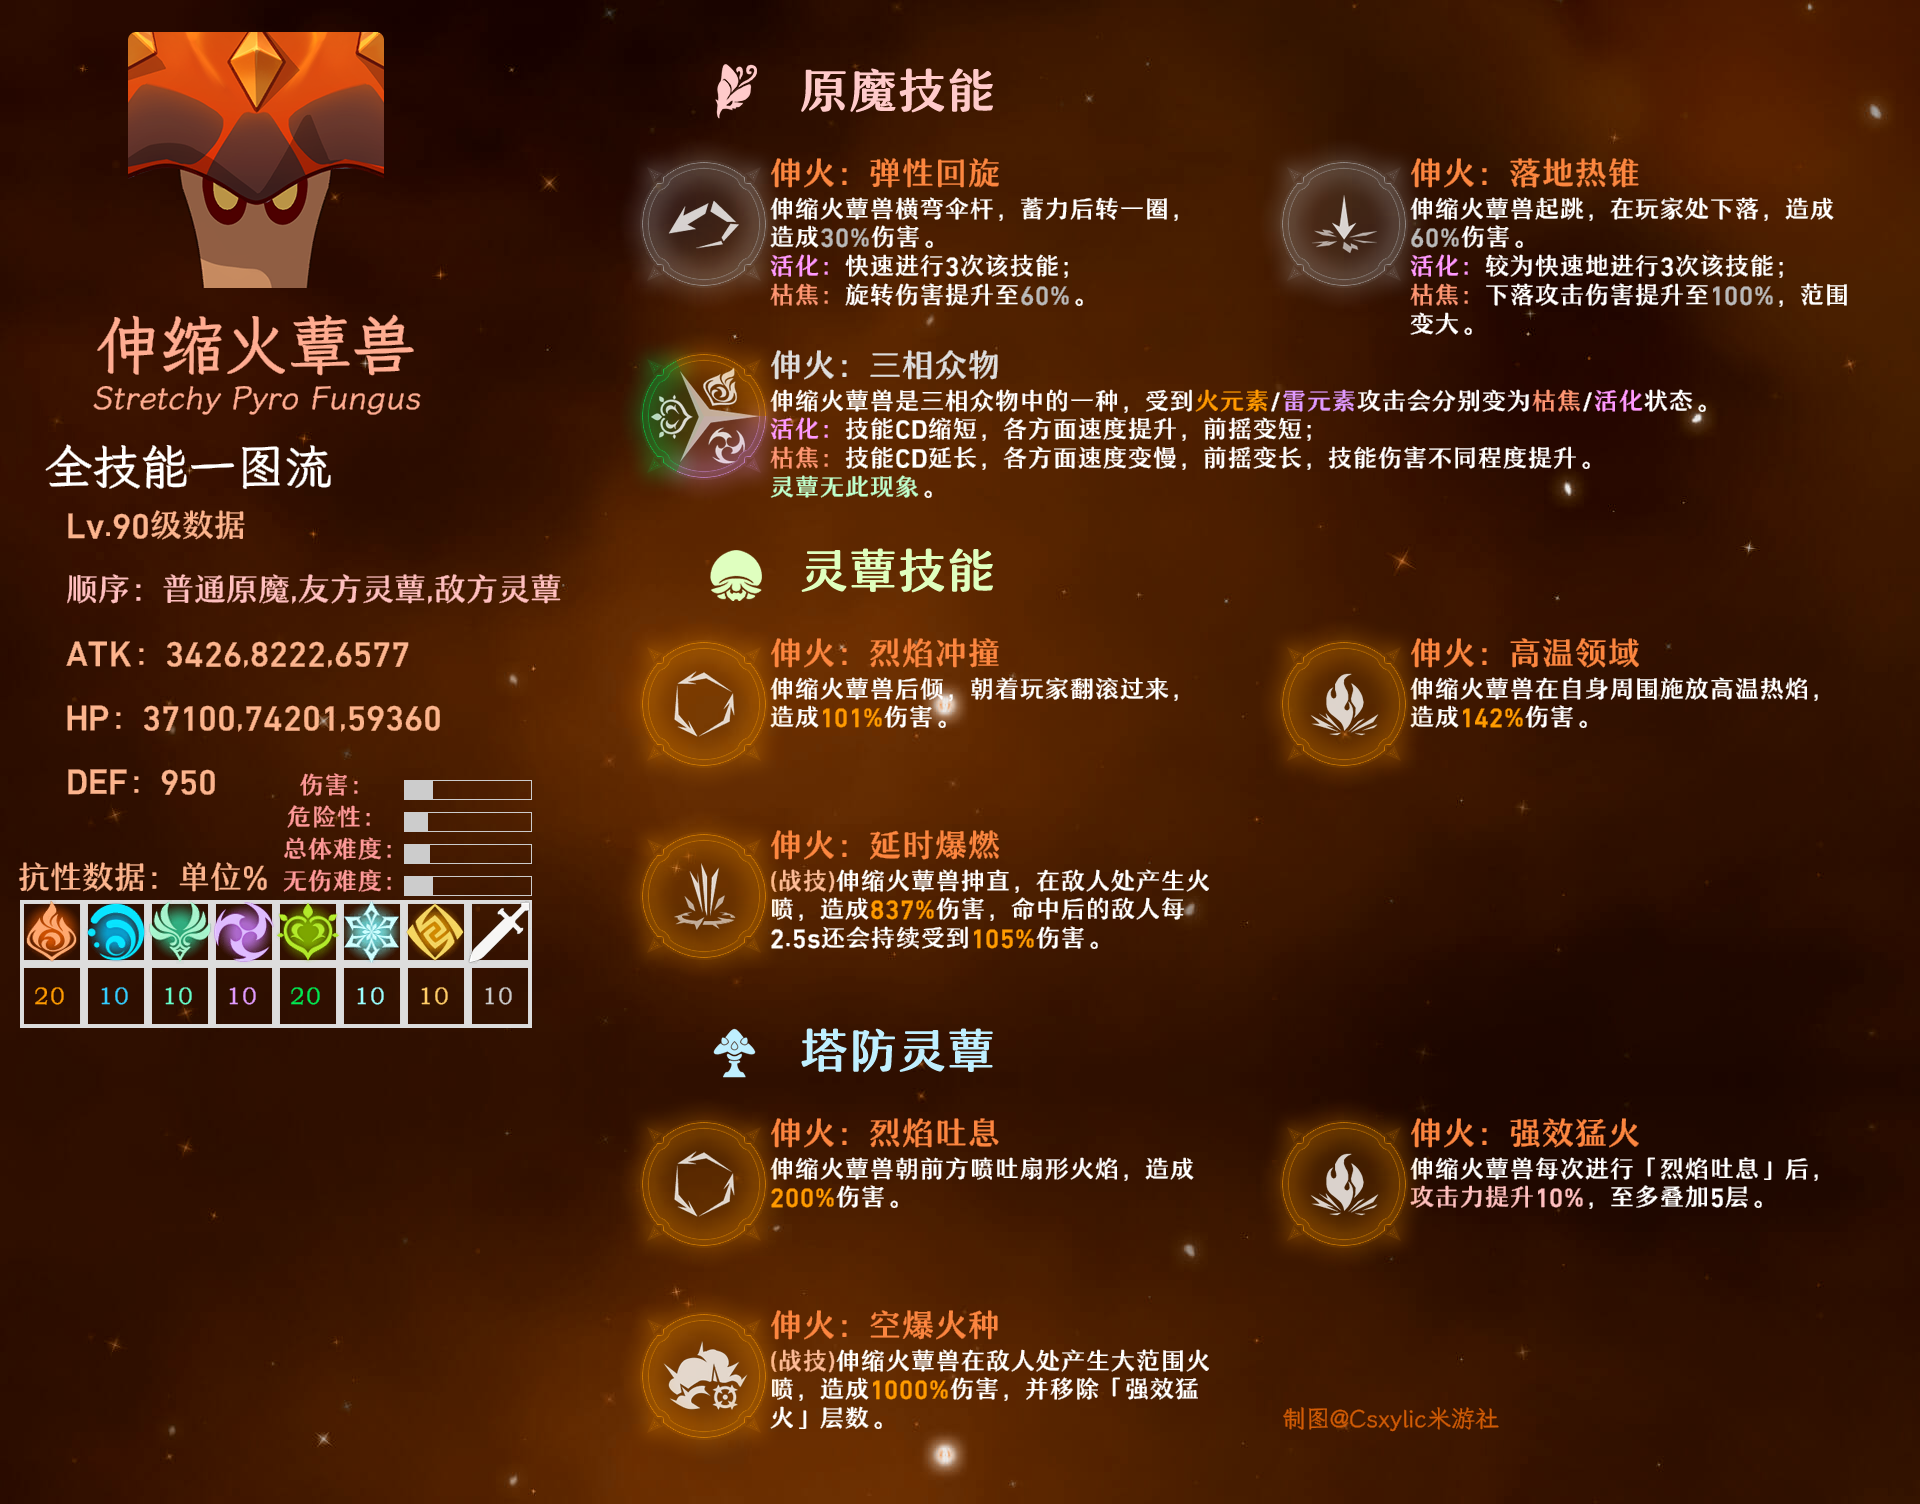 伸缩火蕈兽
Stretchy Pyro Fungus
全技能一图流
Lv.90级数据
顺序：普通原魔,友方灵蕈,敌方灵蕈
ATK：3426,8222,6577
HP：37100,74201,59360
DEF：950
伤害：
危险性：
总体难度：
无伤难度：
抗性数据：单位%
20 10 10 10 20 10 10 10
原魔技能
伸火：弹性回旋
伸缩火蕈兽横弯伞杆，蓄力后转一圈，
造成30%伤害。
活化：快速进行3次该技能；
枯焦：旋转伤害提升至60%。
伸火：落地热锥
伸缩火蕈兽起跳，在玩家处下落，造成
60%伤害。
活化：较为快速地进行3次该技能；
枯焦：下落攻击伤害提升至100%，范围
变大。
伸火：三相众物
伸缩火蕈兽是三相众物中的一种，受到火元素/雷元素攻击会分别变为枯焦/活化状态。
活化：技能CD缩短，各方面速度提升，前摇变短；
枯焦：技能CD延长，各方面速度变慢，前摇变长，技能伤害不同程度提升。
灵蕈无此现象。
灵蕈技能
伸火：烈焰冲撞
伸缩火蕈兽后倾，朝着玩家翻滚过来，
造成101%伤害。
伸火：高温领域
伸缩火蕈兽在自身周围施放高温热焰，
造成142%伤害。
伸火：延时爆燃
(战技)伸缩火蕈兽抻直，在敌人处产生火
喷，造成837%伤害，命中后的敌人每
2.5s还会持续受到105%伤害。
塔防灵蕈
伸火：烈焰吐息
伸缩火蕈兽朝前方喷吐扇形火焰，造成
200%伤害。
伸火：强效猛火
伸缩火蕈兽每次进行「烈焰吐息」后，
攻击力提升10%，至多叠加5层。
伸火：空爆火种
(战技)伸缩火蕈兽在敌人处产生大范围火
喷，造成1000%伤害，并移除「强效猛
火」层数。
制图@Csxylic米游社